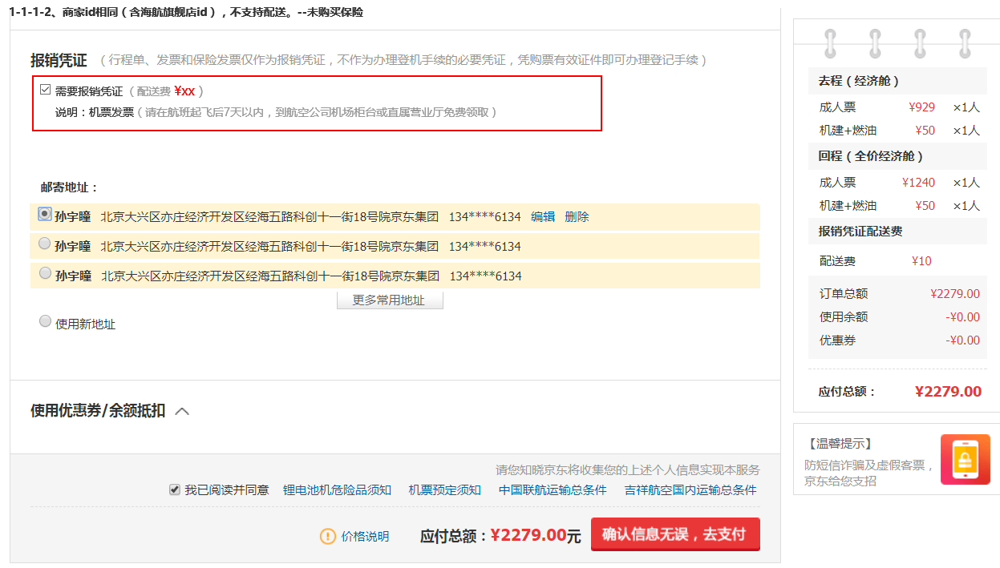 1-1-1-2、商家id相同（含海航旗舰店id），不支持配送。--未购买保险
报销凭证 （行程单、发票和保险发票仅作为报销凭证，不作为办理登机手续的必要凭证，凭购票有效证件即可办理登记手续）
需要报销凭证（配送费 ¥xx ）
说明：机票发票（请在航班起飞后7天以内，到航空公司机场柜台或直属营业厅免费领取）
邮寄地址：
孙宇曈 北京大兴区亦庄经济开发区经海五路科创十一街18号院京东集团 134****6134 编辑 删除
孙宇曈 北京大兴区亦庄经济开发区经海五路科创十一街18号院京东集团 134****6134
孙宇曈 北京大兴区亦庄经济开发区经海五路科创十一街18号院京东集团 134****6134
更多常用地址
使用新地址
使用优惠券/余额抵扣
请您知晓京东将收集您的上述个人信息实现本服务
我已阅读并同意 锂电池机危险品须知 机票预定须知 中国联航运输总条件 吉祥航空国内运输总条件
价格说明 应付总额：¥2279.00元 确认信息无误，去支付
去程（经济舱）
成人票 ¥929 ×1人
机建+燃油 ¥50 ×1人
回程（全价经济舱）
成人票 ¥1240 ×1人
机建+燃油 ¥50 ×1人
报销凭证配送费
配送费 ¥10
订单总额 ¥2279.00
使用余额 -¥0.00
优惠券 -¥0.00
应付总额： ¥2279.00
【温馨提示】
防短信诈骗及虚假客票，
京东给您支招